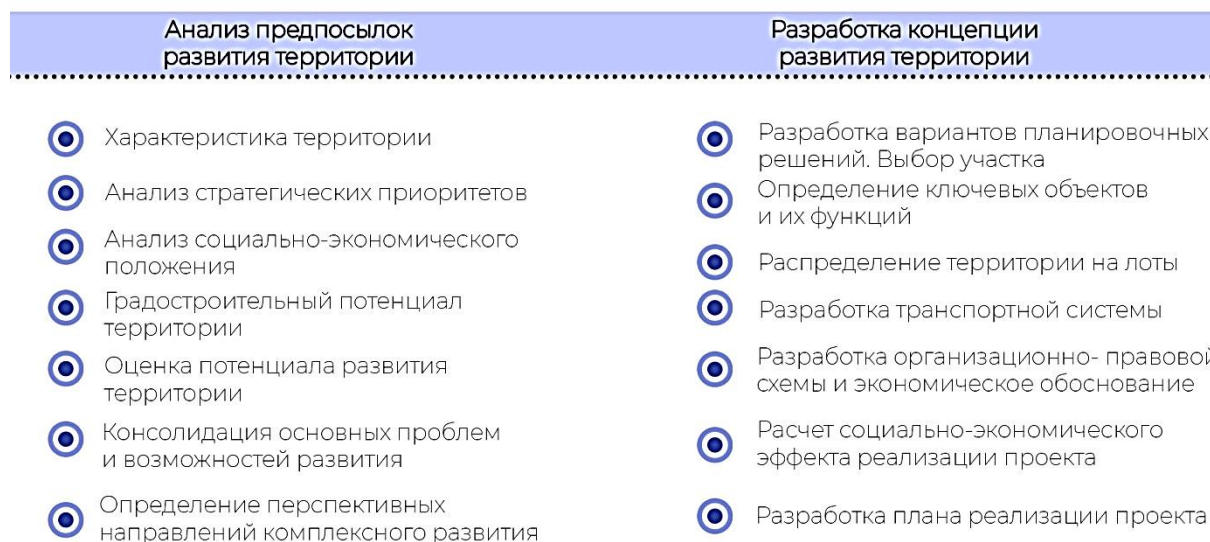 Анализ предпосылок
развития территории
Характеристика территории
Анализ стратегических приоритетов
Анализ социально-экономического
положения
Градостроительный потенциал
территории
Оценка потенциала развития
территории
Консолидация основных проблем
и возможностей развития
Определение перспективных
направлений комплексного развития
Разработка концепции
развития территории
Разработка вариантов планировочных
решений. Выбор участка
Определение ключевых объектов
и их функций
Распределение территории на лоты
Разработка транспортной системы
Разработка организационно- правовой
схемы и экономическое обоснование
Расчет социально-экономического
эффекта реализации проекта
Разработка плана реализации проекта